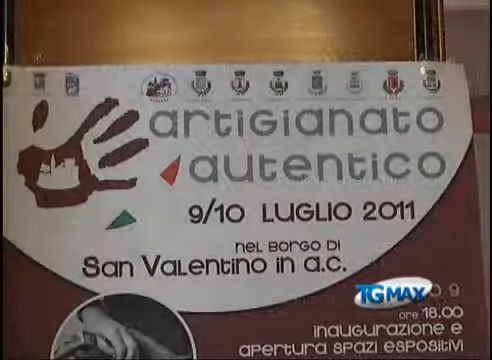 artigianato
autentico
9/10 LUGLIO 2011
nel borgo di
San Valentino in a.c.
TGMAX
9
ore 18.00
inaugurazione e
apertura spazi espositivi